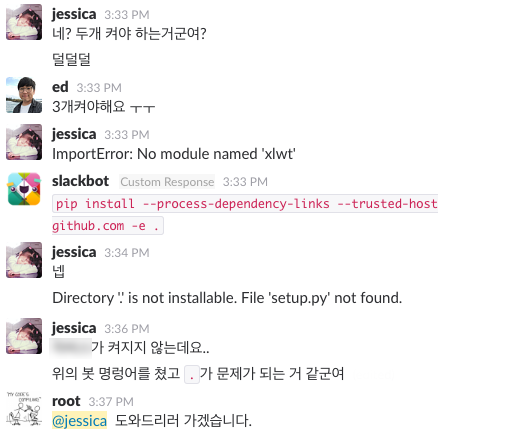 jessica 3:33 PM
네? 두개 켜야 하는거군여?
덜덜덜
ed 3:33 PM
3개켜야해요 ㅜㅜ
jessica 3:33 PM
ImportError: No module named 'xlwt'
slackbot Custom Response 3:33 PM
pip install --process-dependency-links --trusted-host
github.com -e .
jessica 3:34 PM
넵
Directory '.' is not installable. File 'setup.py' not found.
jessica 3:36 PM
가 켜지지 않는데요..
위의 봇 명렁어를 쳤고 . 가 문제가 되는 거 같군여
"MY CODE'S
COMPILING."
root 3:37 PM
@jessica 도와드리러 가겠습니다.